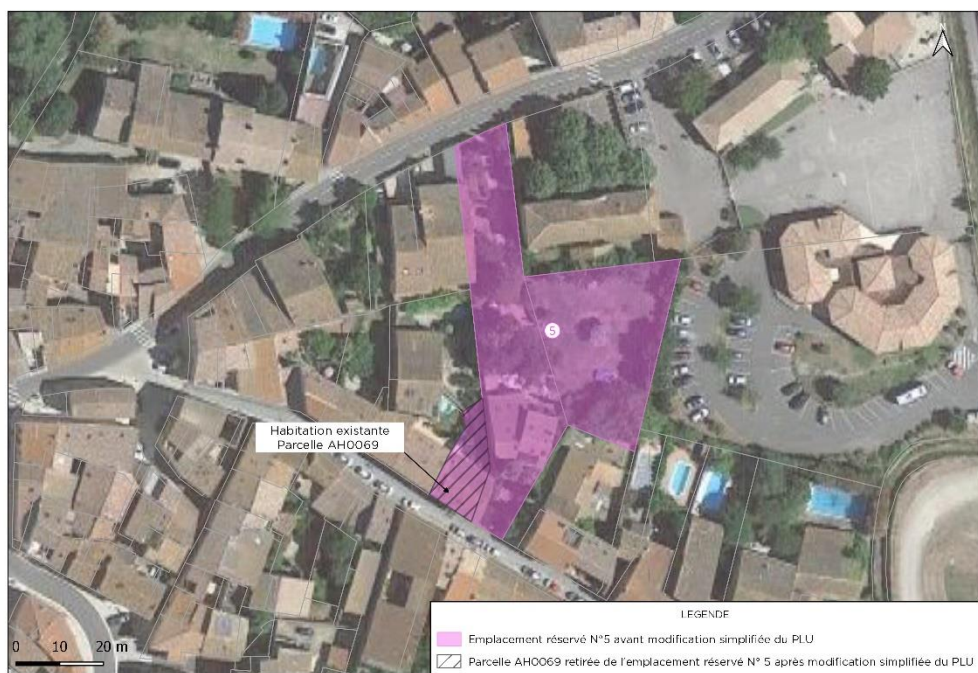 N
5
Habitation existante
Parcelle AH0069
0 10 20 m
LEGENDE
Emplacement réservé N°5 avant modification simplifiée du PLU
Parcelle AH0069 retirée de l'emplacement réservé N° 5 après modification simplifiée du PLU